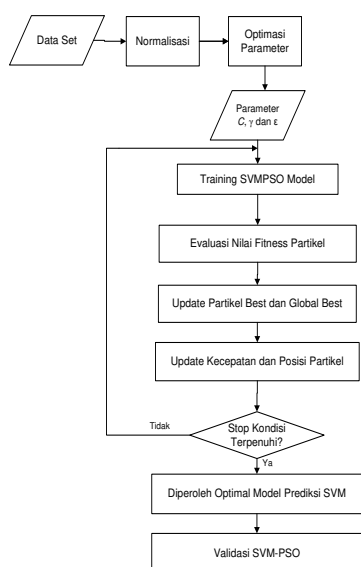 Data Set
Normalisasi
Optimasi
Parameter
Parameter
C, γ dan ε
Training SVMPSO Model
Evaluasi Nilai Fitness Partikel
Update Partikel Best dan Global Best
Update Kecepatan dan Posisi Partikel
Tidak
Stop Kondisi
Terpenuhi?
Ya
Diperoleh Optimal Model Prediksi SVM
Validasi SVM-PSO